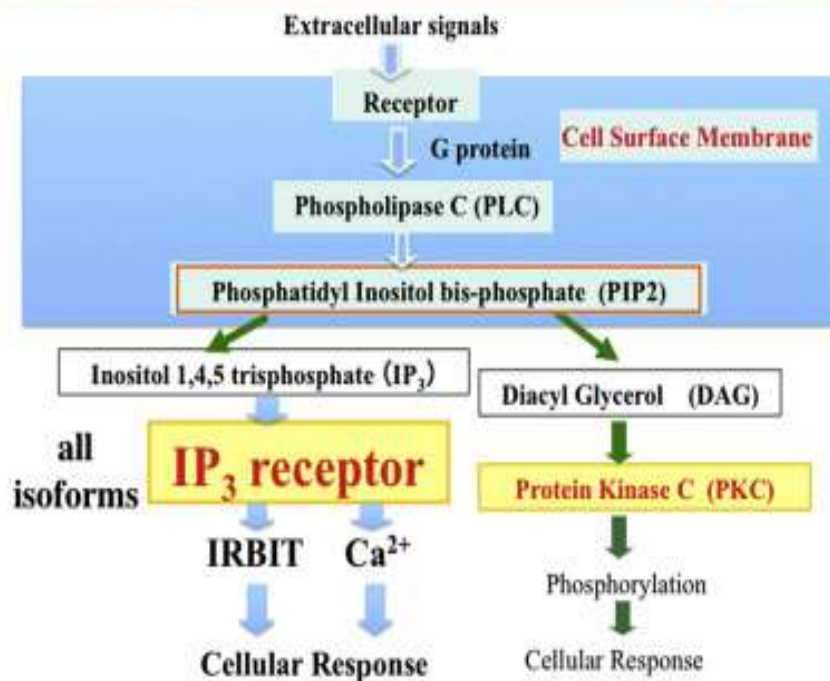 Extracellular signals
Receptor
G protein
Cell Surface Membrane
Phospholipase C (PLC)
Phosphatidyl Inositol bis-phosphate (PIP2)
Inositol 1,4,5 trisphosphate (IP₃)
Diacyl Glycerol (DAG)
all
isoforms
IP₃ receptor
Protein Kinase C (PKC)
IRBIT
Ca²⁺
Phosphorylation
Cellular Response
Cellular Response